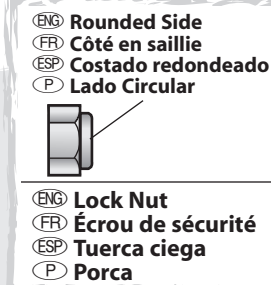 ENG Rounded Side
FR Côté en saillie
ESP Costado redondeado
P Lado Circular
ENG Lock Nut
FR Écrou de sécurité
ESP Tuerca ciega
P Porca